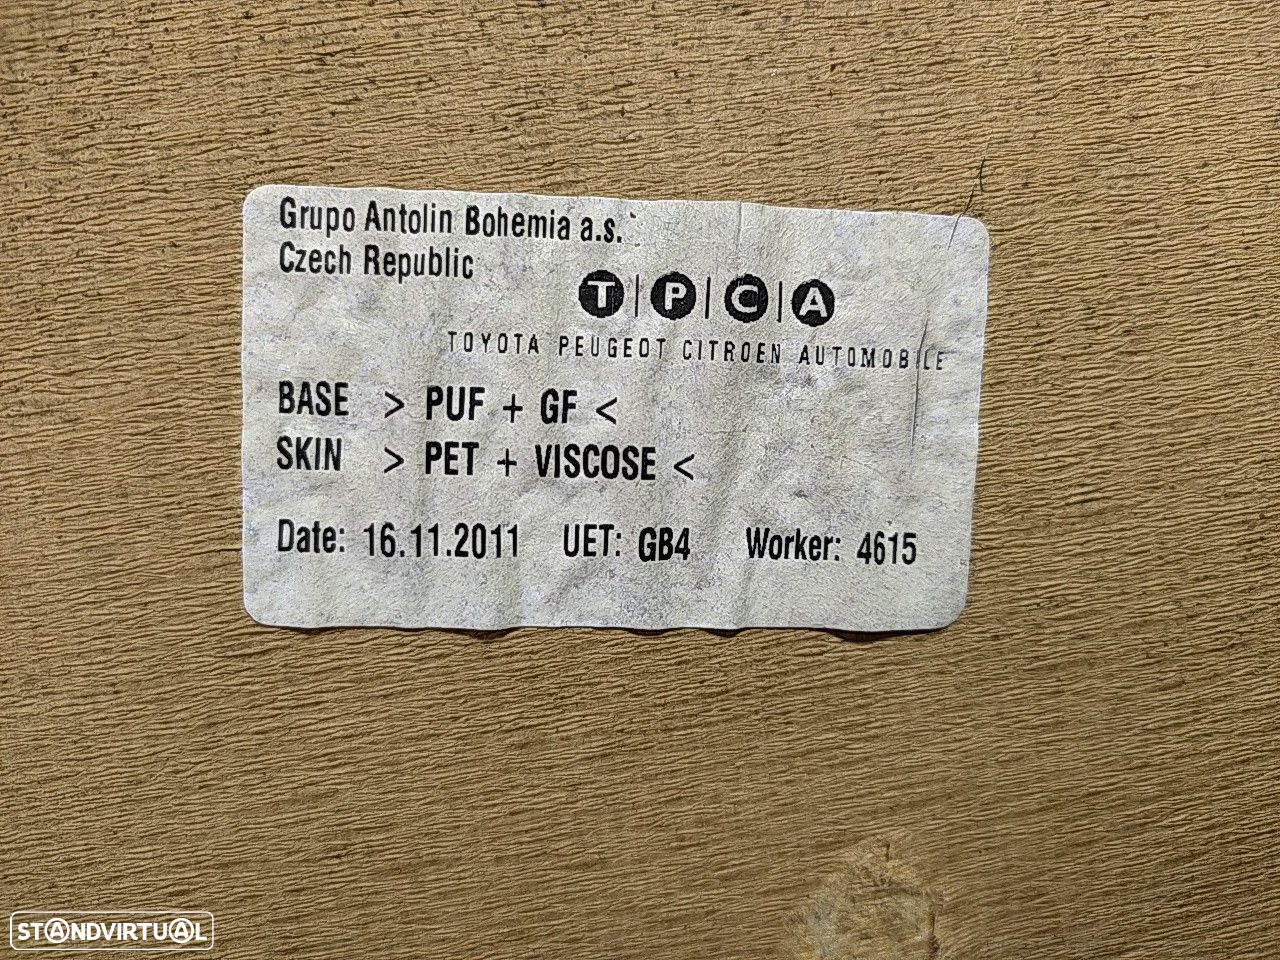 Grupo Antolin Bohemia a.s.
Czech Republic
T|P|C|A
TOYOTA PEUGEOT CITROEN AUTOMOBILE
BASE > PUF + GF <
SKIN > PET + VISCOSE <
Date: 16.11.2011 UET: GB4 Worker: 4615
STANDVIRTUAL